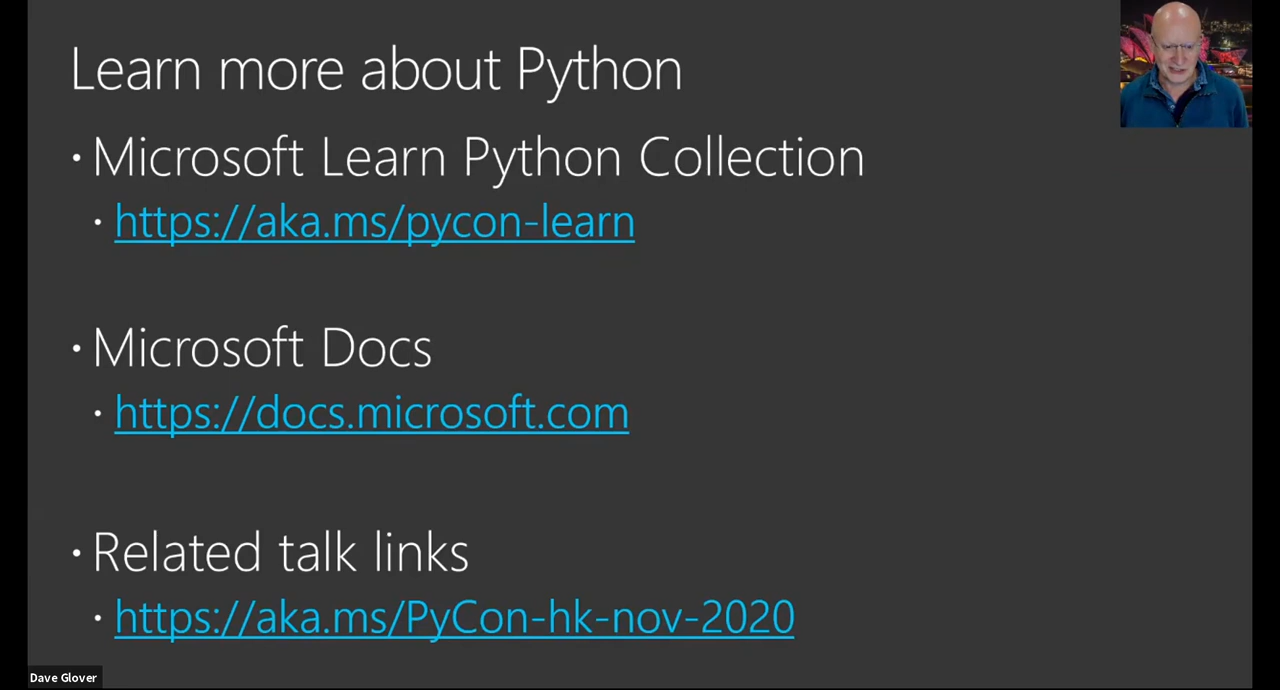 Learn more about Python
• Microsoft Learn Python Collection
• https://aka.ms/pycon-learn
• Microsoft Docs
• https://docs.microsoft.com
• Related talk links
• https://aka.ms/PyCon-hk-nov-2020
Dave Glover